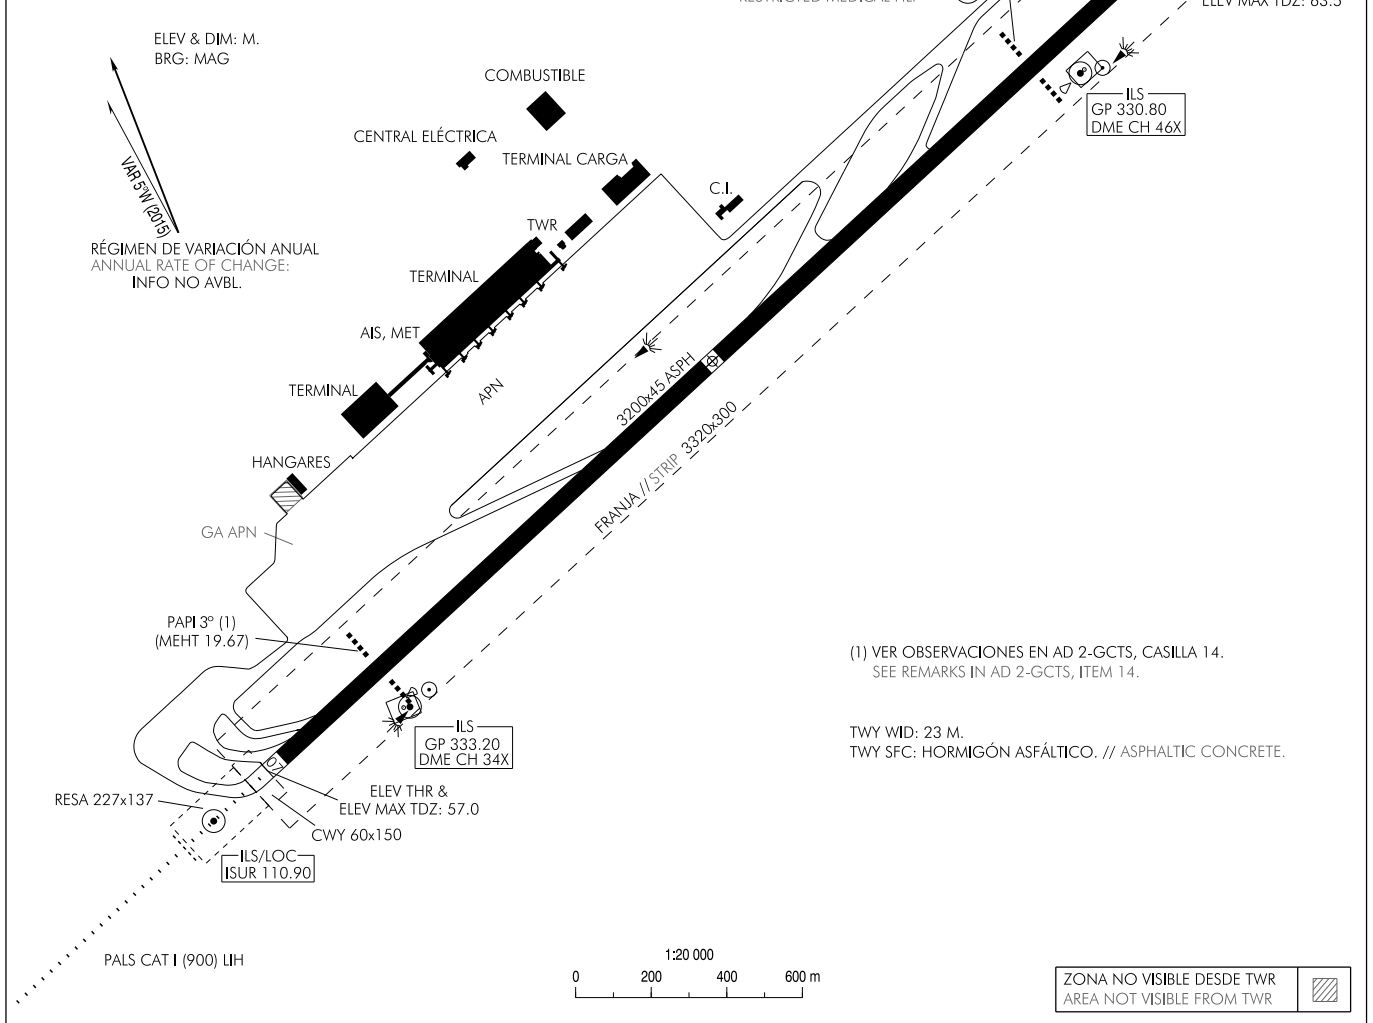 RESTRICTED MEDICAL HEL
ELEV MAX TDZ: 63.5
ELEV & DIM: M.
BRG: MAG
COMBUSTIBLE
ILS
GP 330.80
DME CH 46X
CENTRAL ELÉCTRICA
TERMINAL CARGA
VAR 5°W (2015)
C.I.
TWR
RÉGIMEN DE VARIACIÓN ANUAL
ANNUAL RATE OF CHANGE:
INFO NO AVBL.
TERMINAL
AIS, MET
TERMINAL
APN
3200x45 ASPH
FRANJA // STRIP 3320x300
HANGARES
GA APN
PAPI 3º (1)
(MEHT 19.67)
(1) VER OBSERVACIONES EN AD 2-GCTS, CASILLA 14.
SEE REMARKS IN AD 2-GCTS, ITEM 14.
ILS
GP 333.20
DME CH 34X
TWY WID: 23 M.
TWY SFC: HORMIGÓN ASFÁLTICO. // ASPHALTIC CONCRETE.
07
RESA 227x137
ELEV THR &
ELEV MAX TDZ: 57.0
CWY 60x150
ILS/LOC
ISUR 110.90
PALS CAT I (900) LIH
1:20 000
0 200 400 600 m
ZONA NO VISIBLE DESDE TWR
AREA NOT VISIBLE FROM TWR